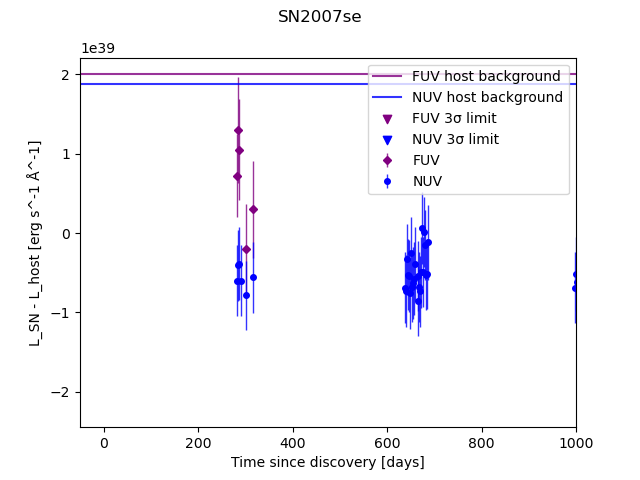 SN2007se
1e39
FUV host background
NUV host background
FUV 3σ limit
NUV 3σ limit
FUV
NUV
L_SN - L_host [erg s^-1 Å^-1]
2
1
0
−1
−2
0 200 400 600 800 1000
Time since discovery [days]